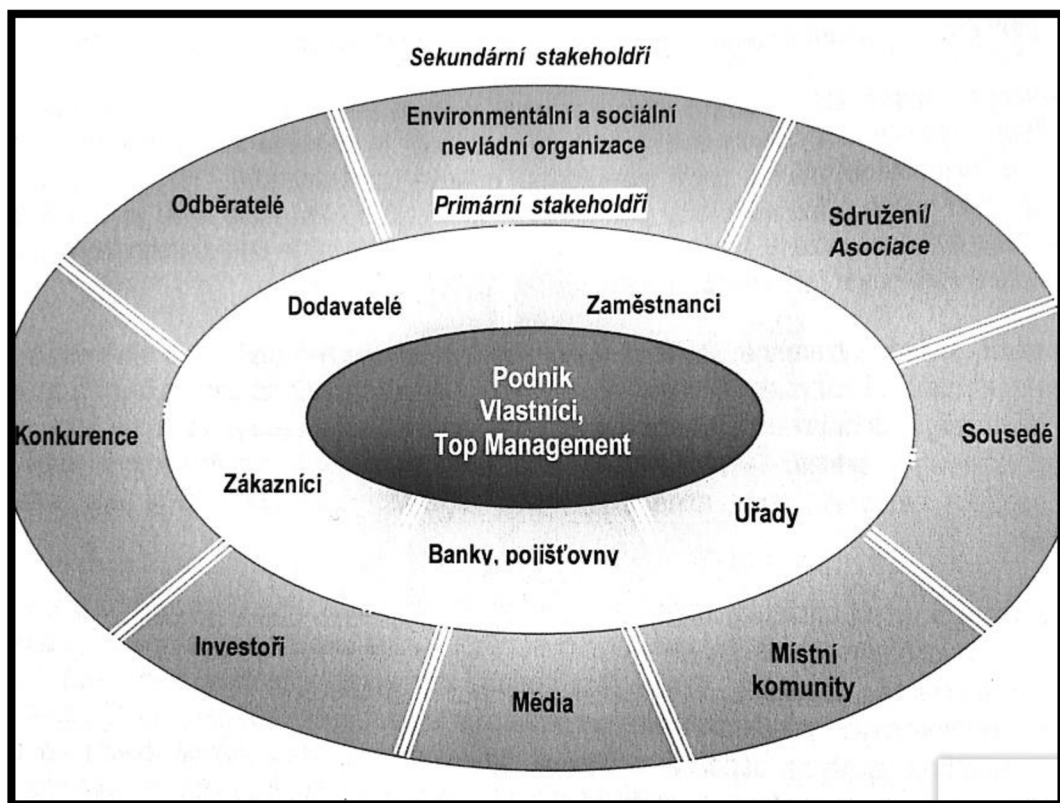 Sekundární stakeholdři
Environmentální a sociální
nevládní organizace
Odběratelé
Primární stakeholdři
Sdružení/
Asociace
Dodavatelé
Zaměstnanci
Podnik
Vlastníci,
Top Management
Konkurence
Sousedé
Zákazníci
Úřady
Banky, pojišťovny
Investoři
Média
Místní
komunity